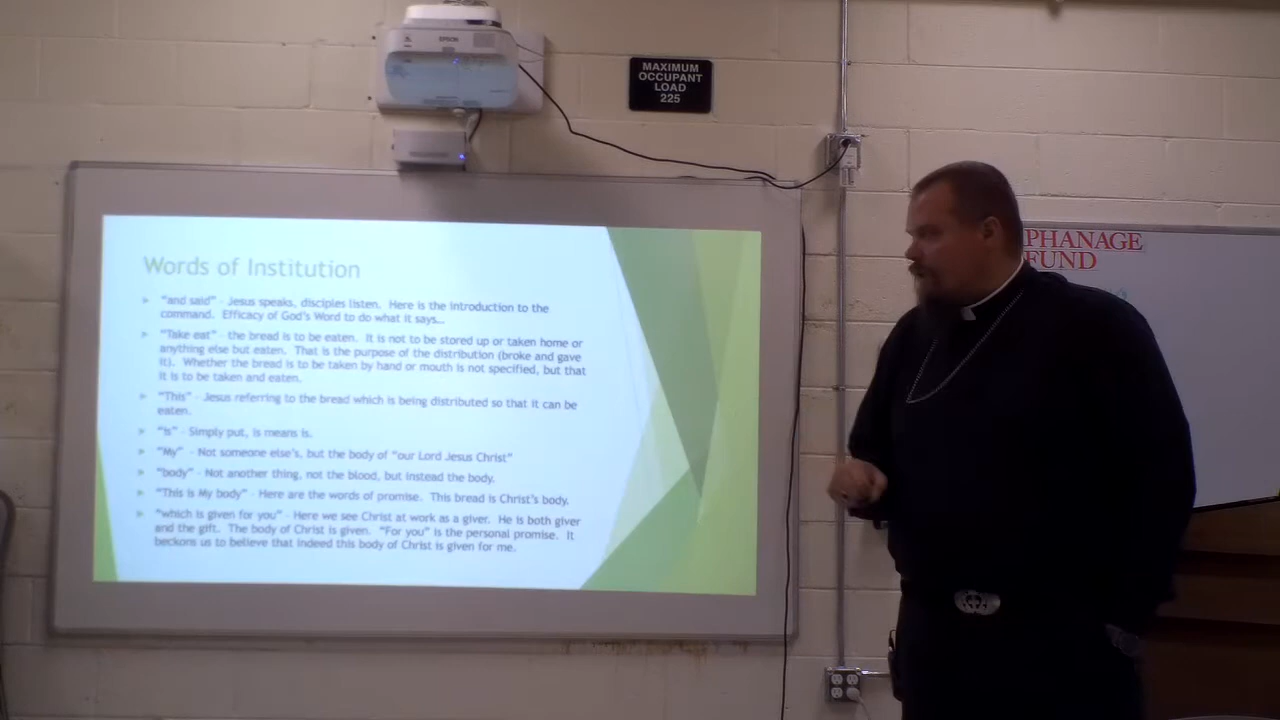 EPSON
MAXIMUM
OCCUPANT
LOAD
225
PHANAGE
FUND
Words of Institution
"and said" - Jesus speaks, disciples listen. Here is the introduction to the
command. Efficacy of God's Word to do what it says...
"Take eat" - the bread is to be eaten. It is not to be stored up or taken home or
anything else but eaten. That is the purpose of the distribution (broke and gave
it). Whether the bread is to be taken by hand or mouth is not specified, but that
it is to be taken and eaten.
"This" - Jesus referring to the bread which is being distributed so that it can be
eaten.
"is" - Simply put, is means is.
"My" - Not someone else's, but the body of "our Lord Jesus Christ"
"body" - Not another thing, not the blood, but instead the body.
"This is My body" - Here are the words of promise. This bread is Christ's body.
"which is given for you" - Here we see Christ at work as a giver. He is both giver
and the gift. The body of Christ is given. "For you" is the personal promise. It
beckons us to believe that indeed this body of Christ is given for me.